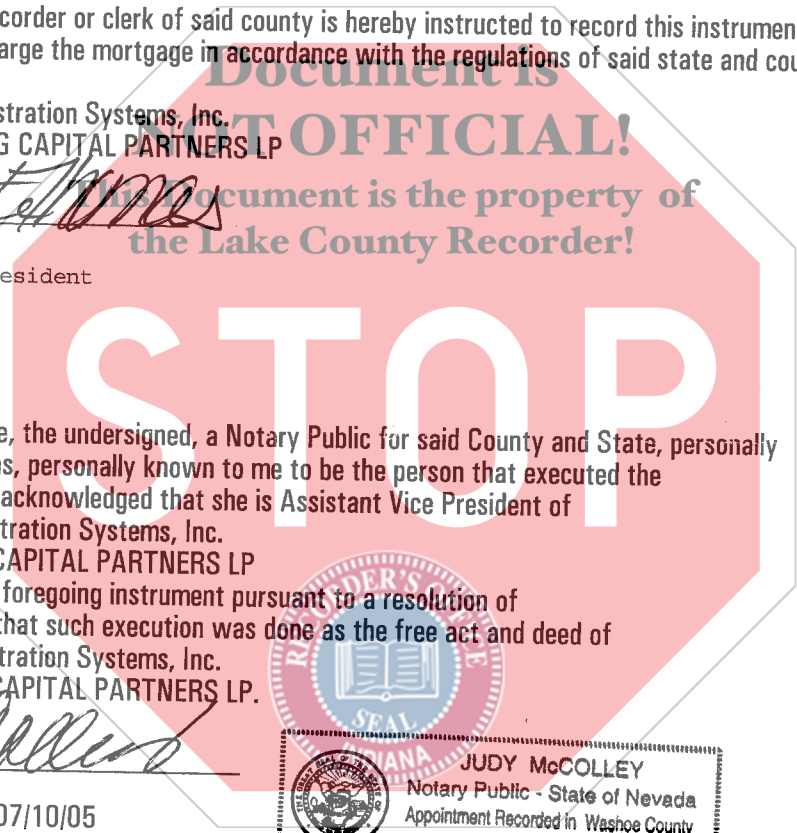 corder or clerk of said county is hereby instructed to record this instrumen
arge the mortgage in accordance with the regulations of said state and cou
Document is
NOT OFFICIAL!
This Document is the property of
the Lake County Recorder!
stration Systems, Inc.
G CAPITAL PARTNERS LP
esident
STOP
e, the undersigned, a Notary Public for said County and State, personally
s, personally known to me to be the person that executed the
acknowledged that she is Assistant Vice President of
tration Systems, Inc.
CAPITAL PARTNERS LP
foregoing instrument pursuant to a resolution of
that such execution was done as the free act and deed of
tration Systems, Inc.
CAPITAL PARTNERS LP.
RECORDER'S OFFICE
SEAL
INDIANA
07/10/05
JUDY McCOLLEY
Notary Public - State of Nevada
Appointment Recorded in Washoe County